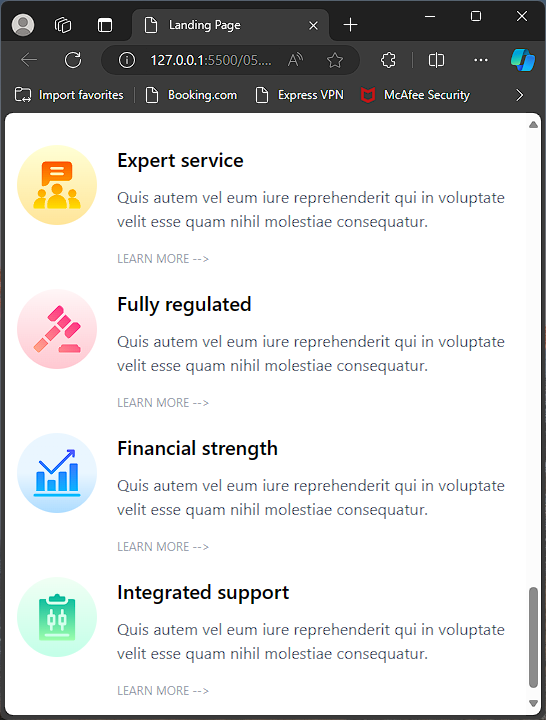 Landing Page
127.0.0.1:5500/05....
Import favorites
Booking.com
Express VPN
McAfee Security
Expert service
Quis autem vel eum iure reprehenderit qui in voluptate
velit esse quam nihil molestiae consequatur.
LEARN MORE -->
Fully regulated
Quis autem vel eum iure reprehenderit qui in voluptate
velit esse quam nihil molestiae consequatur.
LEARN MORE -->
Financial strength
Quis autem vel eum iure reprehenderit qui in voluptate
velit esse quam nihil molestiae consequatur.
LEARN MORE -->
Integrated support
Quis autem vel eum iure reprehenderit qui in voluptate
velit esse quam nihil molestiae consequatur.
LEARN MORE -->